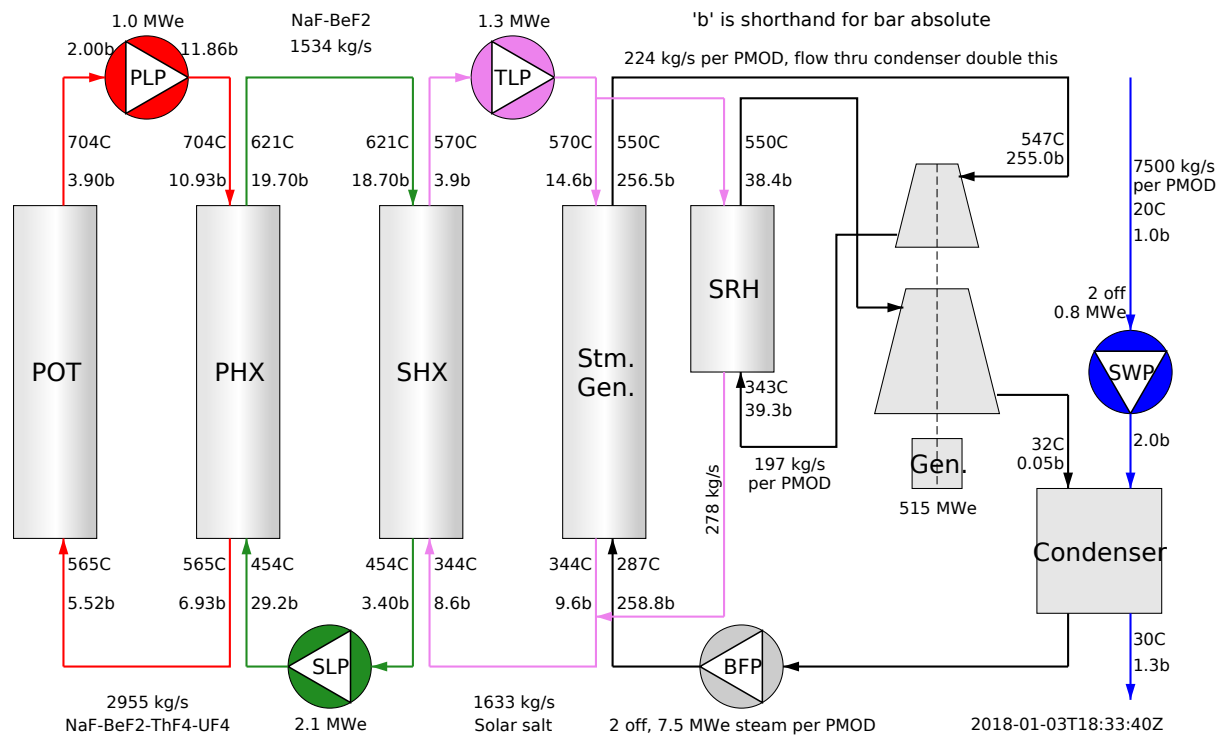 1.0 MWe
NaF-BeF2
1534 kg/s
1.3 MWe
'b' is shorthand for bar absolute
2.00b
11.86b
PLP
TLP
224 kg/s per PMOD, flow thru condenser double this
704C
3.90b
704C
10.93b
621C
19.70b
621C
18.70b
570C
3.9b
570C
14.6b
550C
256.5b
550C
38.4b
547C
255.0b
7500 kg/s
per PMOD
20C
1.0b
2 off
0.8 MWe
SWP
2.0b
POT
PHX
SHX
Stm.
Gen.
SRH
343C
39.3b
197 kg/s
per PMOD
278 kg/s
Gen.
515 MWe
32C
0.05b
Condenser
565C
5.52b
565C
6.93b
454C
29.2b
454C
3.40b
344C
8.6b
344C
9.6b
287C
258.8b
30C
1.3b
SLP
BFP
2955 kg/s
NaF-BeF2-ThF4-UF4
2.1 MWe
1633 kg/s
Solar salt
2 off, 7.5 MWe steam per PMOD
2018-01-03T18:33:40Z